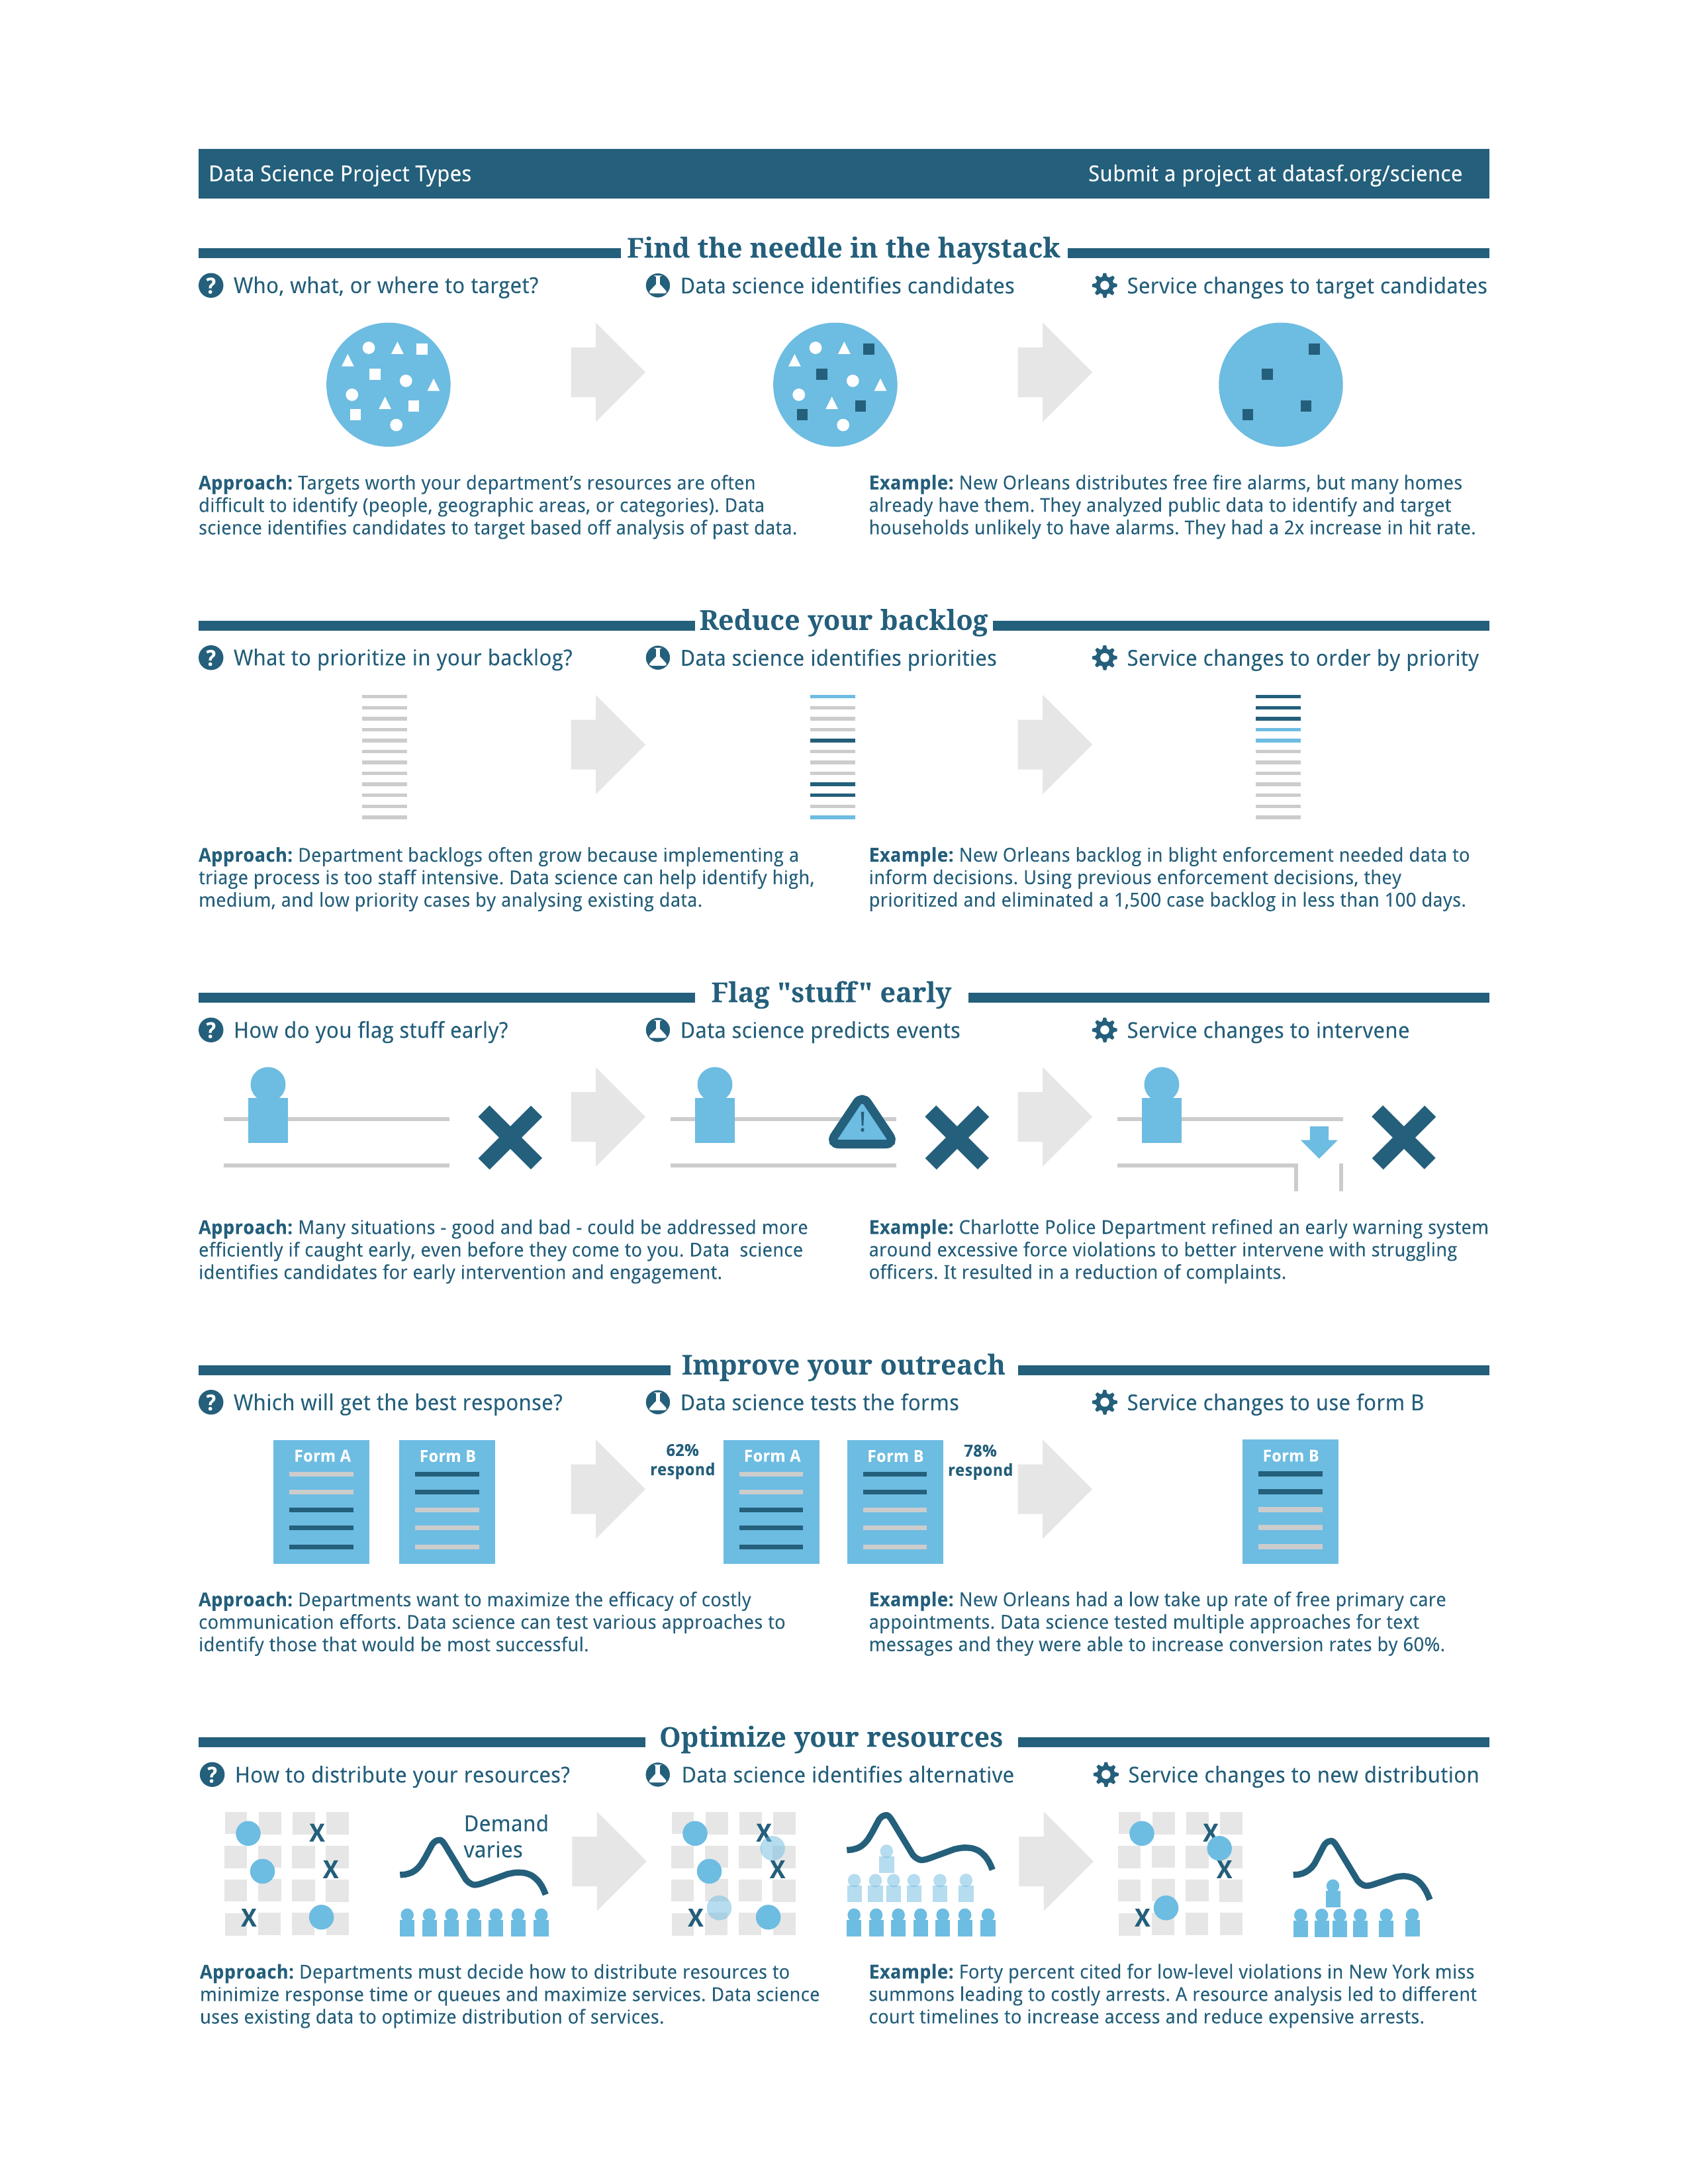 Data Science Project Types
Submit a project at datasf.org/science
Find the needle in the haystack
? Who, what, or where to target?
Data science identifies candidates
Service changes to target candidates
Approach: Targets worth your department’s resources are often
difficult to identify (people, geographic areas, or categories). Data
science identifies candidates to target based off analysis of past data.
Example: New Orleans distributes free fire alarms, but many homes
already have them. They analyzed public data to identify and target
households unlikely to have alarms. They had a 2x increase in hit rate.
Reduce your backlog
? What to prioritize in your backlog?
Data science identifies priorities
Service changes to order by priority
Approach: Department backlogs often grow because implementing a
triage process is too staff intensive. Data science can help identify high,
medium, and low priority cases by analysing existing data.
Example: New Orleans backlog in blight enforcement needed data to
inform decisions. Using previous enforcement decisions, they
prioritized and eliminated a 1,500 case backlog in less than 100 days.
Flag "stuff" early
? How do you flag stuff early?
Data science predicts events
Service changes to intervene
!
Approach: Many situations - good and bad - could be addressed more
efficiently if caught early, even before they come to you. Data  science
identifies candidates for early intervention and engagement.
Example: Charlotte Police Department refined an early warning system
around excessive force violations to better intervene with struggling
officers. It resulted in a reduction of complaints.
Improve your outreach
? Which will get the best response?
Data science tests the forms
Service changes to use form B
Form A
Form B
62%
respond
Form A
Form B
78%
respond
Form B
Approach: Departments want to maximize the efficacy of costly
communication efforts. Data science can test various approaches to
identify those that would be most successful.
Example: New Orleans had a low take up rate of free primary care
appointments. Data science tested multiple approaches for text
messages and they were able to increase conversion rates by 60%.
Optimize your resources
? How to distribute your resources?
Data science identifies alternative
Service changes to new distribution
X
X
X
Demand
varies
X
X
X
X
X
X
Approach: Departments must decide how to distribute resources to
minimize response time or queues and maximize services. Data science
uses existing data to optimize distribution of services.
Example: Forty percent cited for low-level violations in New York miss
summons leading to costly arrests. A resource analysis led to different
court timelines to increase access and reduce expensive arrests.